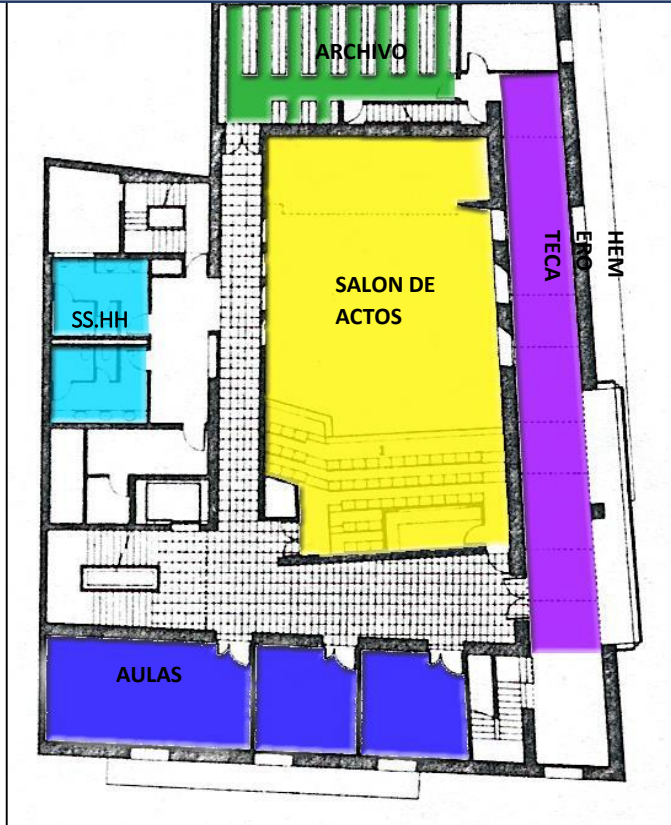 ARCHIVO
SALON DE
ACTOS
HEM
ERO
TECA
SS.HH
AULAS